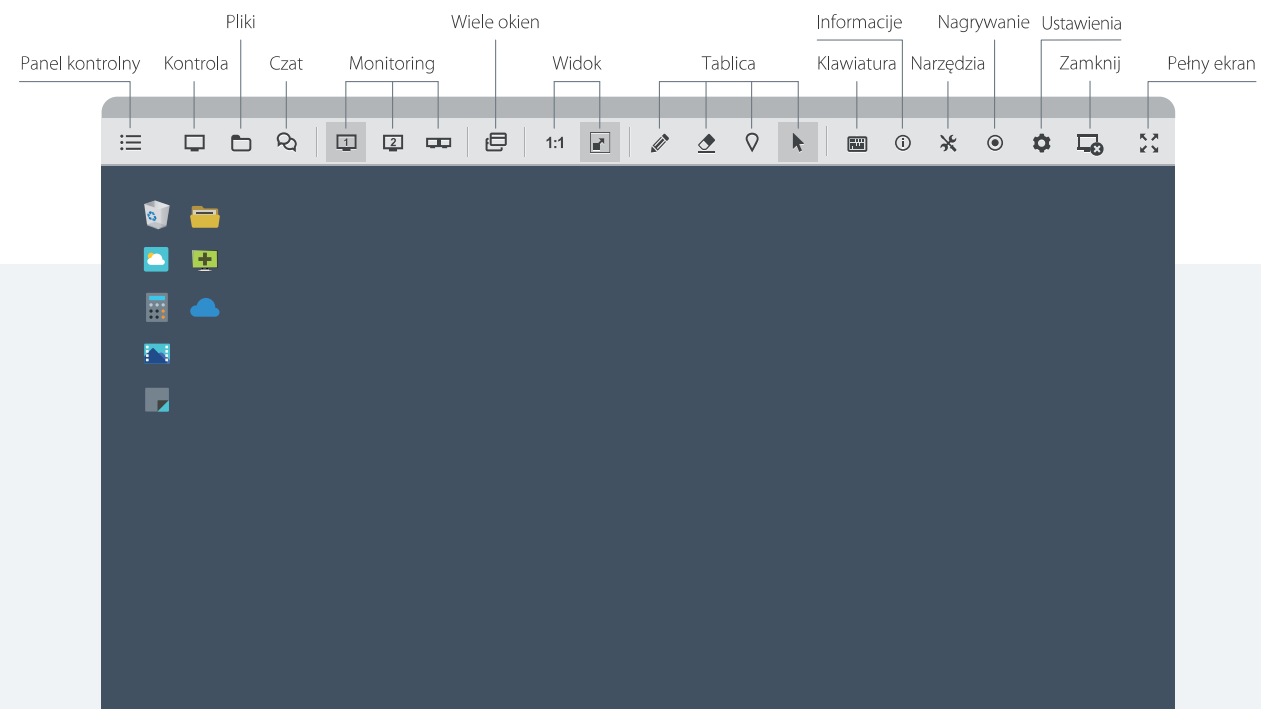 Pliki
Wiele okien
Informacije
Nagrywanie
Ustawienia
Panel kontrolny
Kontrola
Czat
Monitoring
Widok
Tablica
Klawiatura
Narzędzia
Zamknij
Pełny ekran
1
2
1:1